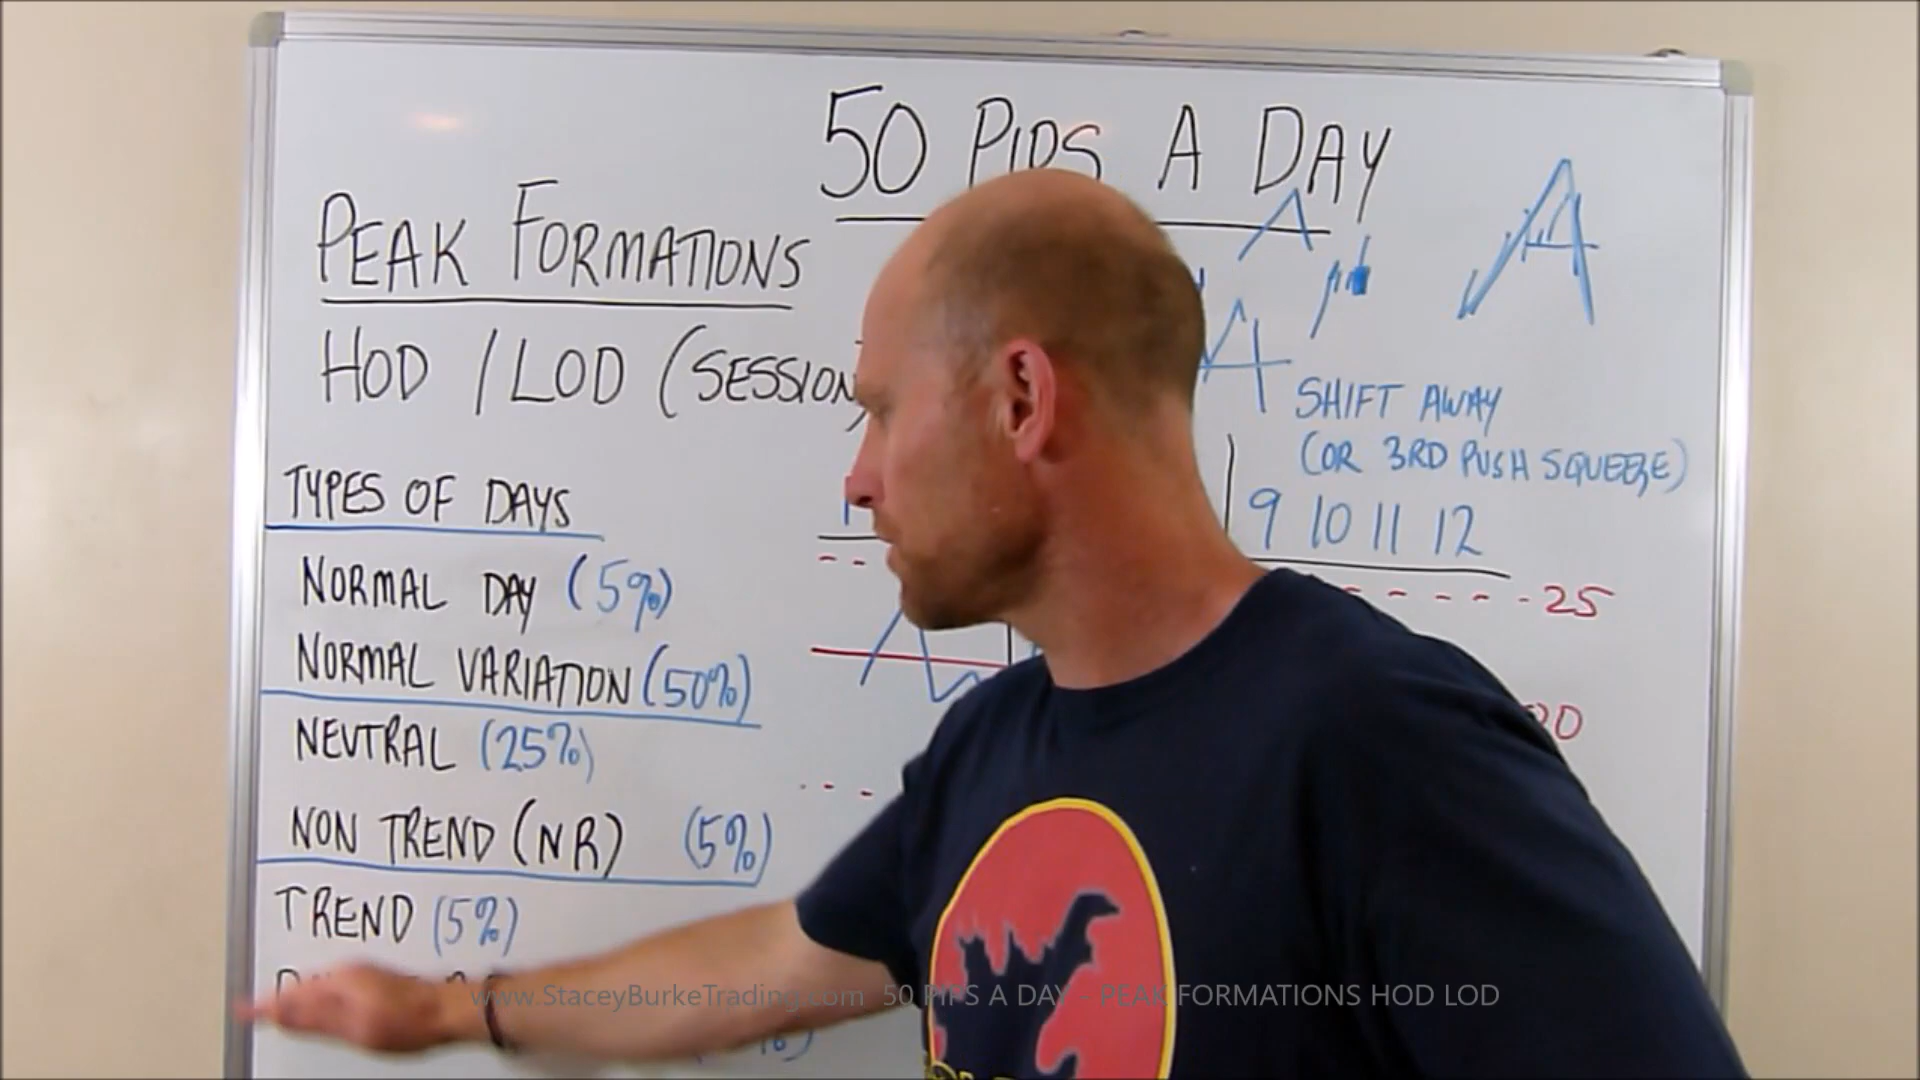 50 PIPS A DAY
PEAK FORMATIONS
HOD / LOD (SESSION)
SHIFT AWAY
(OR 3RD PUSH SQUEEZE)
TYPES OF DAYS
9 10 11 12
NORMAL DAY (5%)
25
NORMAL VARIATION (50%)
NEUTRAL (25%)
00
NON TREND (NR) (5%)
TREND (5%)
www.StaceyBurkeTrading.com 50 PIPS A DAY - PEAK FORMATIONS HOD LOD